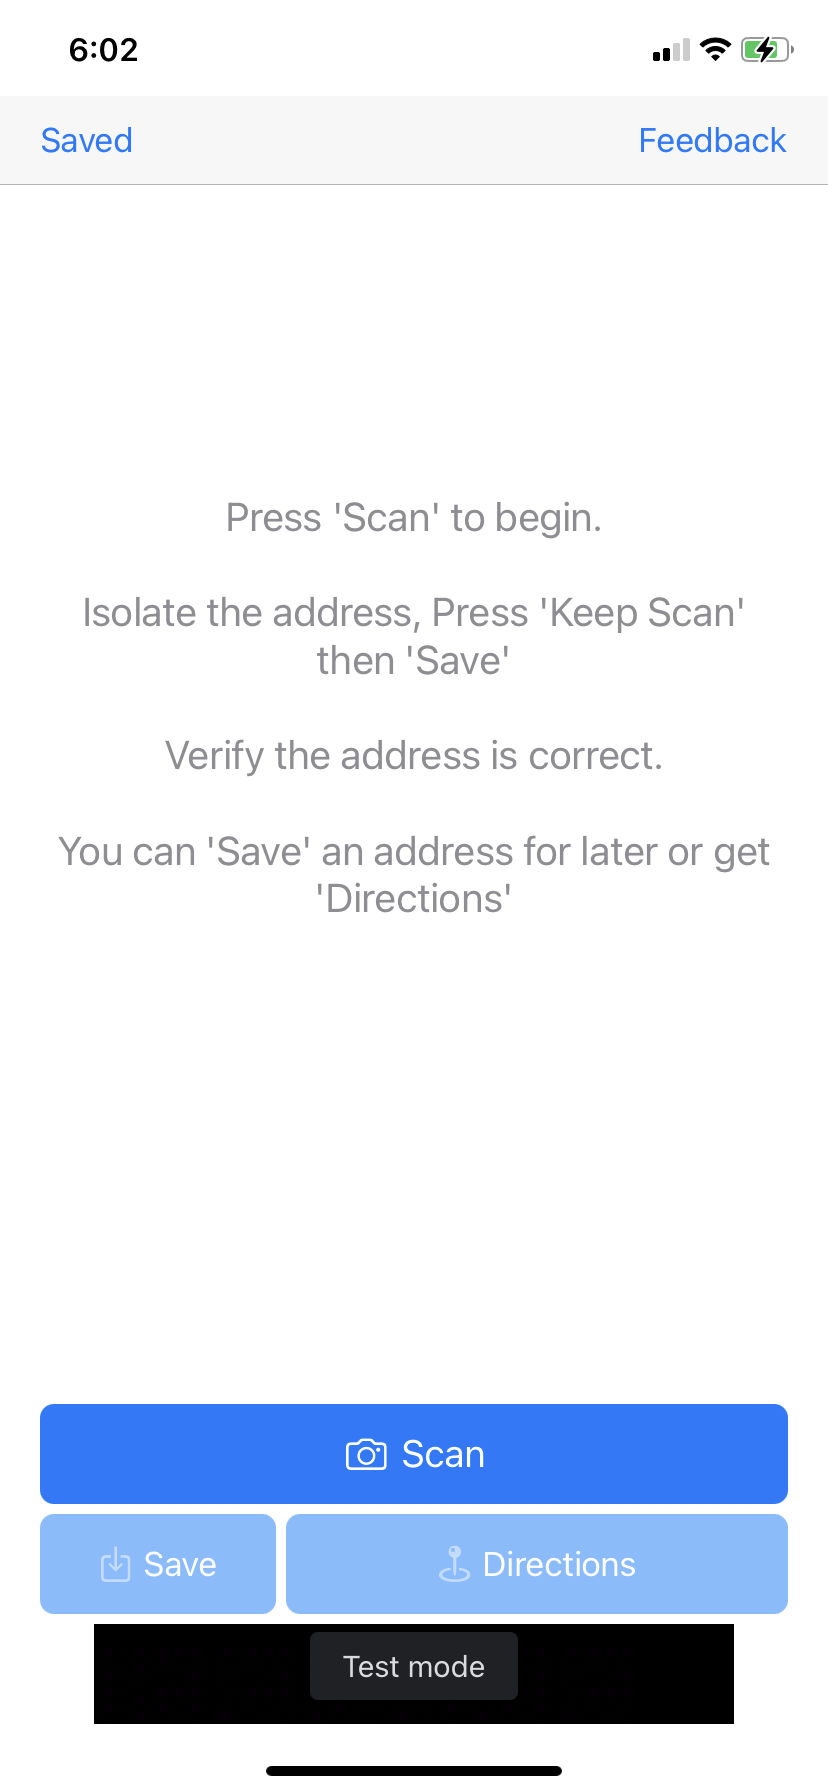 6:02
Saved
Feedback
Press 'Scan' to begin.
Isolate the address, Press 'Keep Scan'
then 'Save'
Verify the address is correct.
You can 'Save' an address for later or get
'Directions'
Scan
Save
Directions
Test mode